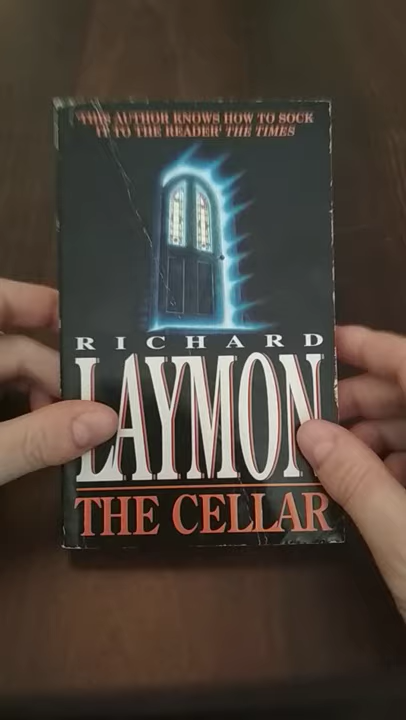 'THIS AUTHOR KNOWS HOW TO SOCK
IT TO THE READER' THE TIMES
RICHARD
LAYMON
THE CELLAR